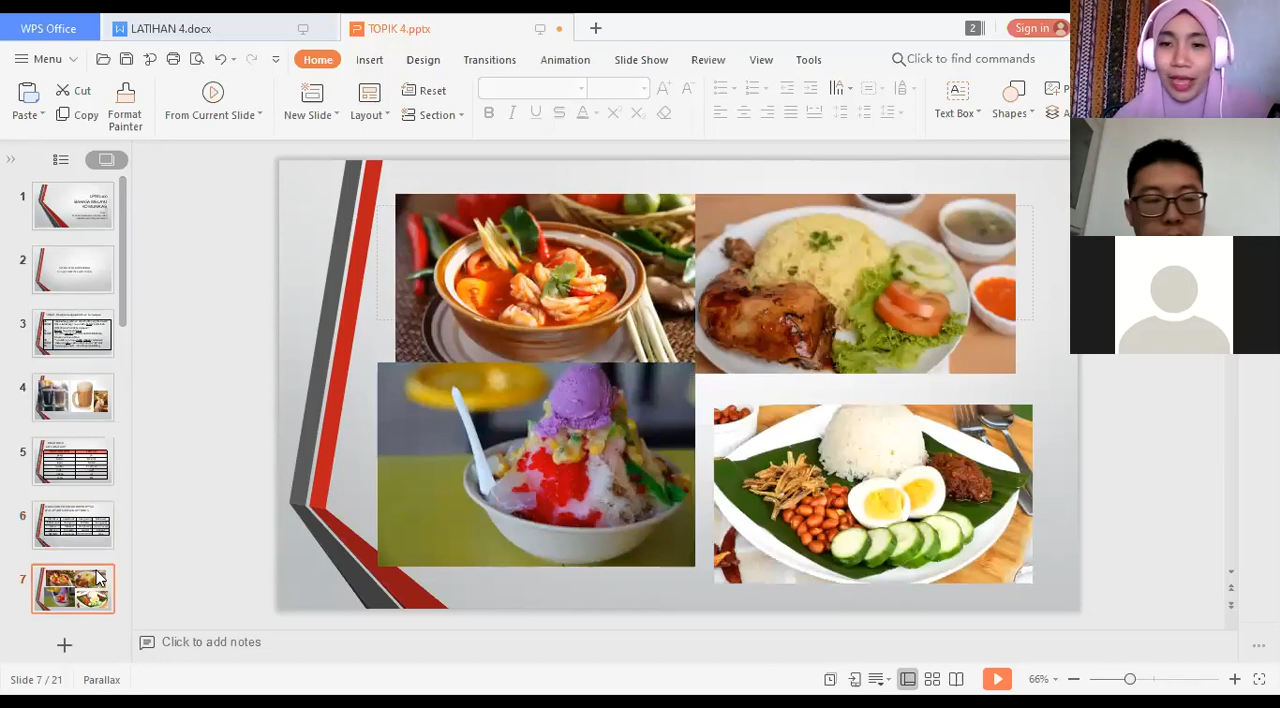 WPS Office
LATIHAN 4.docx
TOPIK 4.pptx
2
Sign in
Menu
Home
Insert
Design
Transitions
Animation
Slide Show
Review
View
Tools
Click to find commands
Paste
Cut
Format
Painter
From Current Slide
New Slide
Layout
Reset
Section
B I U S A X² X₂
Text Box
Shapes
1
2
3
4
5
6
7
Click to add notes
Slide 7 / 21
Parallax
66%